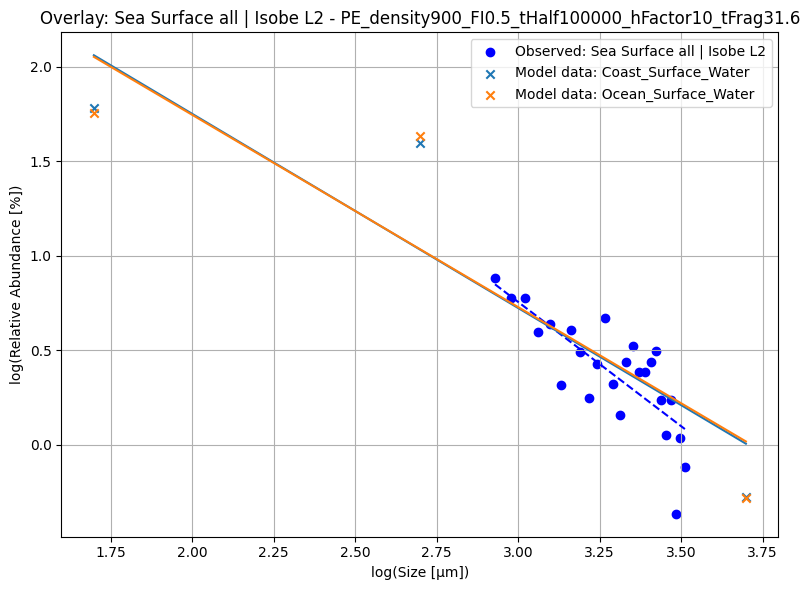 Overlay: Sea Surface all | Isobe L2 - PE_density900_FI0.5_tHalf100000_hFactor10_tFrag31.6
Observed: Sea Surface all | Isobe L2
Model data: Coast_Surface_Water
Model data: Ocean_Surface_Water
log(Relative Abundance [%])
2.0
1.5
1.0
0.5
0.0
1.75 2.00 2.25 2.50 2.75 3.00 3.25 3.50 3.75
log(Size [μm])